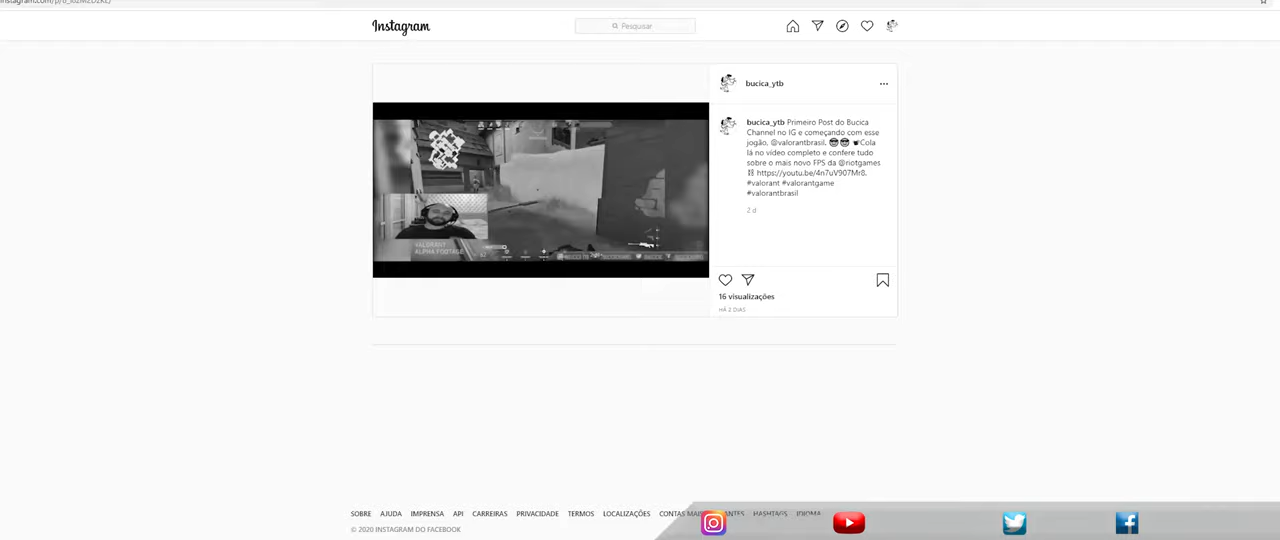 Instagram
Pesquisar
bucica_ytb
bucica_ytb Primeiro Post do Bucica
Channel no IG e começando com esse
jogão, @valorantbrasil. 😎😎 Cola
lá no vídeo completo e confere tudo
sobre o mais novo FPS da @riotgames
https://youtu.be/4n7uV907Mr8.
#valorant #valorantgame
#valorantbrasil
2 d
VALORANT
ALPHA FOOTAGE
16 visualizações
HÁ 2 DIAS
SOBRE AJUDA IMPRENSA API CARREIRAS PRIVACIDADE TERMOS LOCALIZAÇÕES CONTAS HASHTAGS IDIOMA
© 2020 INSTAGRAM DO FACEBOOK